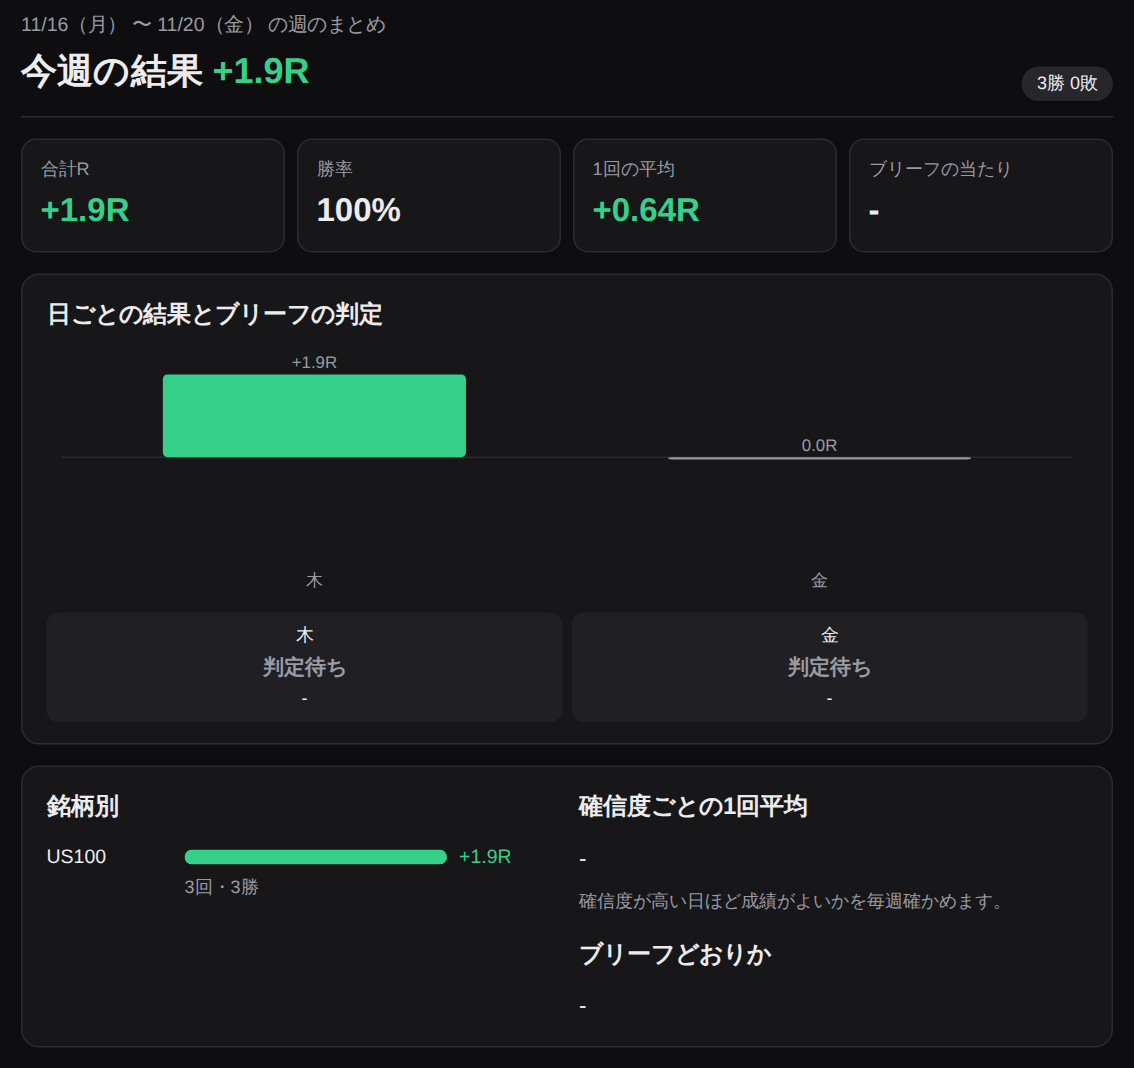 11/16（月） 〜 11/20（金） の週のまとめ
今週の結果 +1.9R
3勝 0敗
合計R
+1.9R
勝率
100%
1回の平均
+0.64R
ブリーフの当たり
-
日ごとの結果とブリーフの判定
+1.9R
0.0R
木
金
木
判定待ち
-
金
判定待ち
-
銘柄別
US100
+1.9R
3回・3勝
確信度ごとの1回平均
-
確信度が高い日ほど成績がよいかを毎週確かめます。
ブリーフどおりか
-